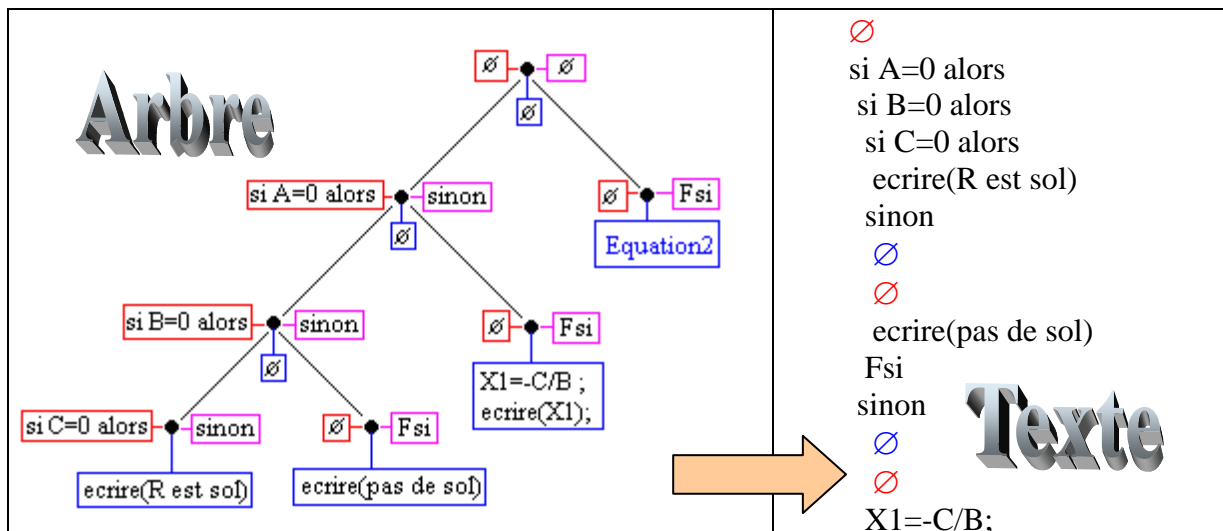 Arbre
∅ ∅
∅
si A=0 alors sinon
∅
∅ Fsi
Equation2
si B=0 alors sinon
∅
∅ Fsi
X1=-C/B ;
ecrire(X1);
si C=0 alors sinon
ecrire(R est sol)
∅ Fsi
ecrire(pas de sol)
∅
si A=0 alors
si B=0 alors
si C=0 alors
ecrire(R est sol)
sinon
∅
∅
ecrire(pas de sol)
Fsi
sinon
∅
∅
X1=-C/B;
Texte